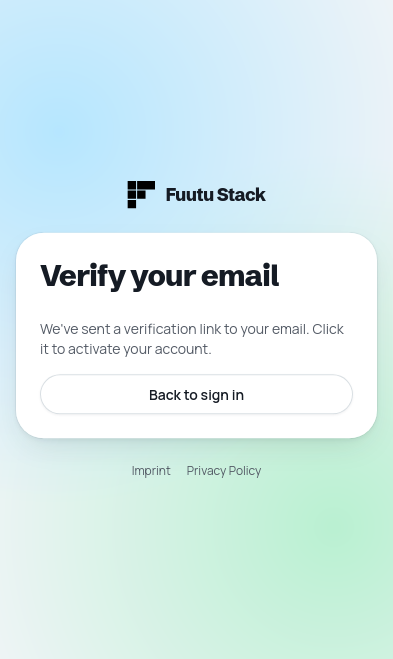 Fuutu Stack
Verify your email
We've sent a verification link to your email. Click
it to activate your account.
Back to sign in
Imprint Privacy Policy